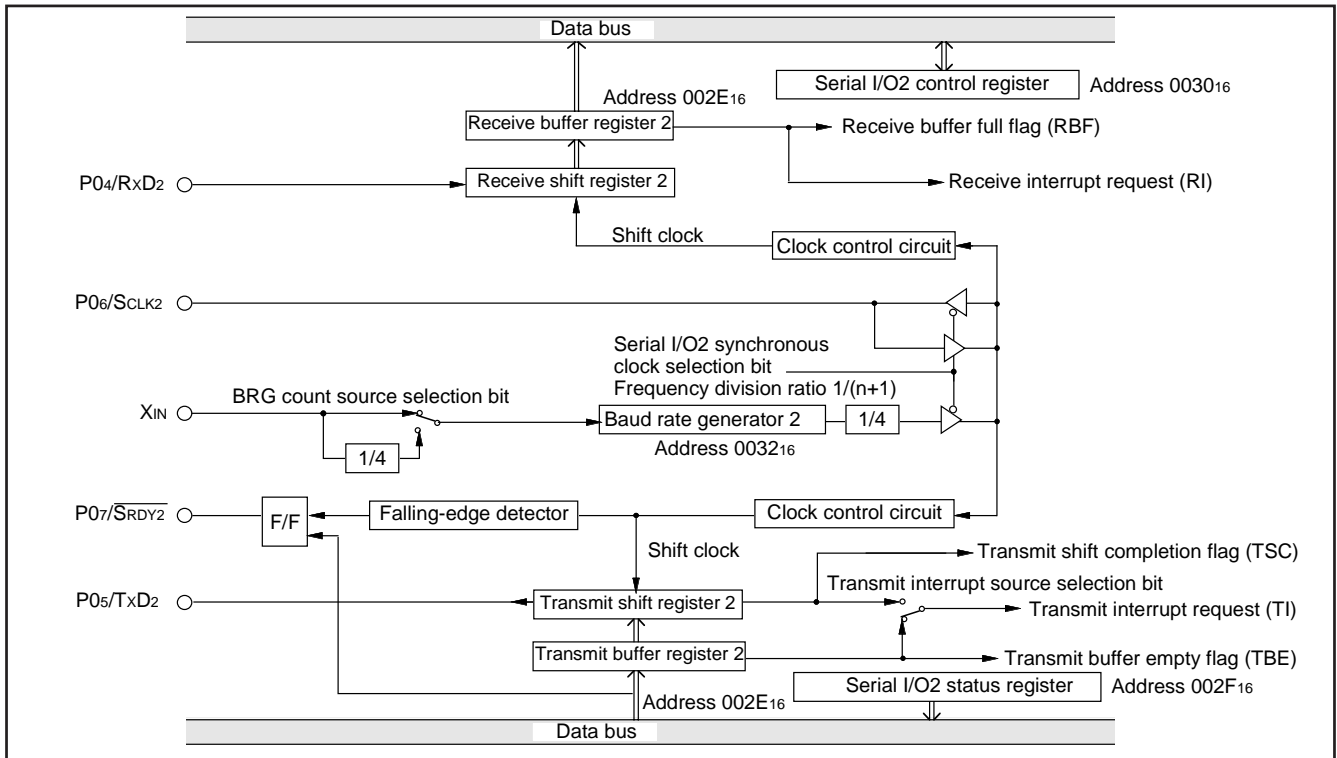 Data bus
Serial I/O2 control register Address 0030₁₆
Address 002E₁₆
Receive buffer register 2 Receive buffer full flag (RBF)
P0₄/RxD₂ Receive shift register 2 Receive interrupt request (RI)
Shift clock Clock control circuit
P0₆/SCLK2
Serial I/O2 synchronous
clock selection bit
BRG count source selection bit Frequency division ratio 1/(n+1)
XIN Baud rate generator 2 1/4
1/4 Address 0032₁₆
P0₇/S̅R̅D̅Y̅2̅ F/F Falling-edge detector Clock control circuit
Shift clock Transmit shift completion flag (TSC)
Transmit interrupt source selection bit
P0₅/TxD₂ Transmit shift register 2 Transmit interrupt request (TI)
Transmit buffer register 2 Transmit buffer empty flag (TBE)
Address 002E₁₆ Serial I/O2 status register Address 002F₁₆
Data bus